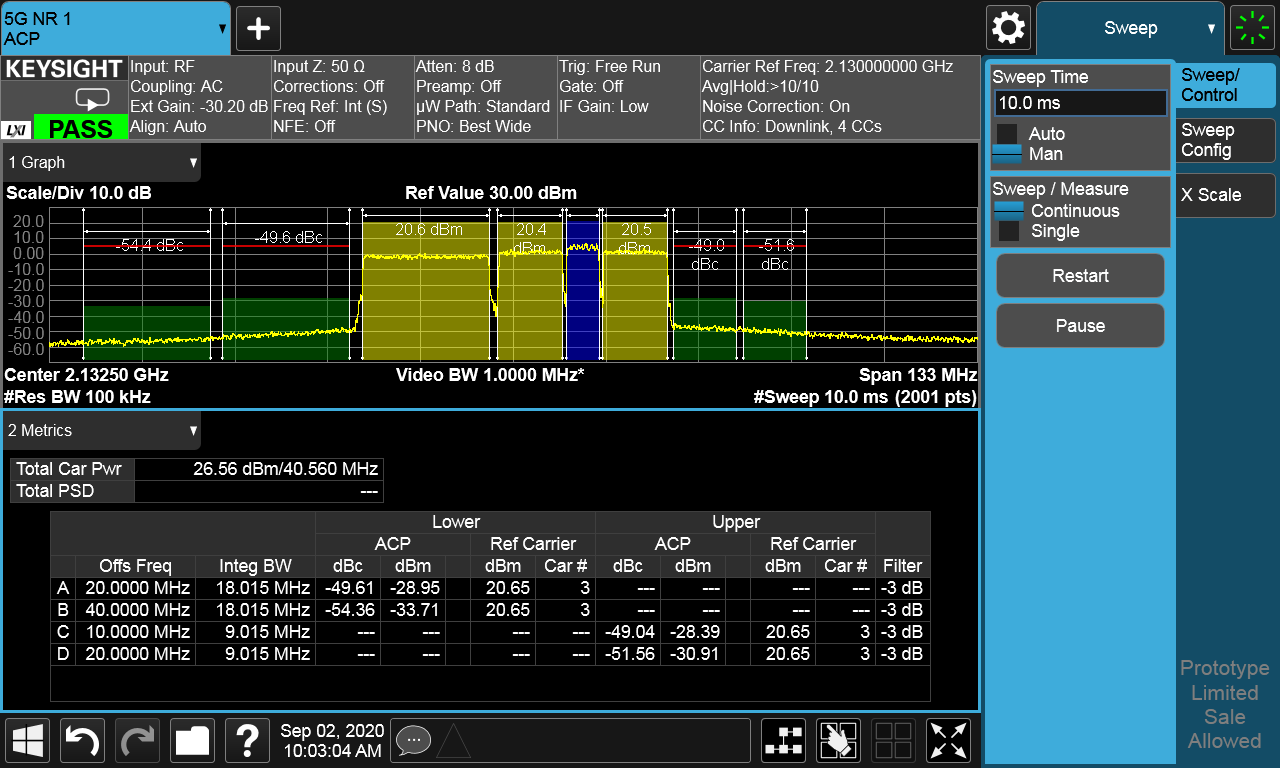 5G NR 1
ACP
Sweep
KEYSIGHT
LXI
PASS
Input: RF
Coupling: AC
Ext Gain: -30.20 dB
Align: Auto
Input Z: 50 Ω
Corrections: Off
Freq Ref: Int (S)
NFE: Off
Atten: 8 dB
Preamp: Off
µW Path: Standard
PNO: Best Wide
Trig: Free Run
Gate: Off
IF Gain: Low
Carrier Ref Freq: 2.130000000 GHz
Avg|Hold:>10/10
Noise Correction: On
CC Info: Downlink, 4 CCs
1 Graph
Scale/Div 10.0 dB
Ref Value 30.00 dBm
20.0
10.0
0.00
-10.0
-20.0
-30.0
-40.0
-50.0
-60.0
-54.4 dBc
-49.6 dBc
20.6 dBm
20.4
dBm
20.5
dBm
-49.0
dBc
-51.6
dBc
Center 2.13250 GHz
Video BW 1.0000 MHz*
Span 133 MHz
#Res BW 100 kHz
#Sweep 10.0 ms (2001 pts)
2 Metrics
Total Car Pwr 26.56 dBm/40.560 MHz
Total PSD ---
Lower Upper
ACP Ref Carrier ACP Ref Carrier
Offs Freq Integ BW dBc dBm dBm Car # dBc dBm dBm Car # Filter
A 20.0000 MHz 18.015 MHz -49.61 -28.95 20.65 3 --- --- --- --- -3 dB
B 40.0000 MHz 18.015 MHz -54.36 -33.71 20.65 3 --- --- --- --- -3 dB
C 10.0000 MHz 9.015 MHz --- --- --- --- -49.04 -28.39 20.65 3 -3 dB
D 20.0000 MHz 9.015 MHz --- --- --- --- -51.56 -30.91 20.65 3 -3 dB
Sweep Time
10.0 ms
Auto
Man
Sweep / Measure
Continuous
Single
Restart
Pause
Sweep/
Control
Sweep
Config
X Scale
Prototype
Limited
Sale
Allowed
?
Sep 02, 2020
10:03:04 AM